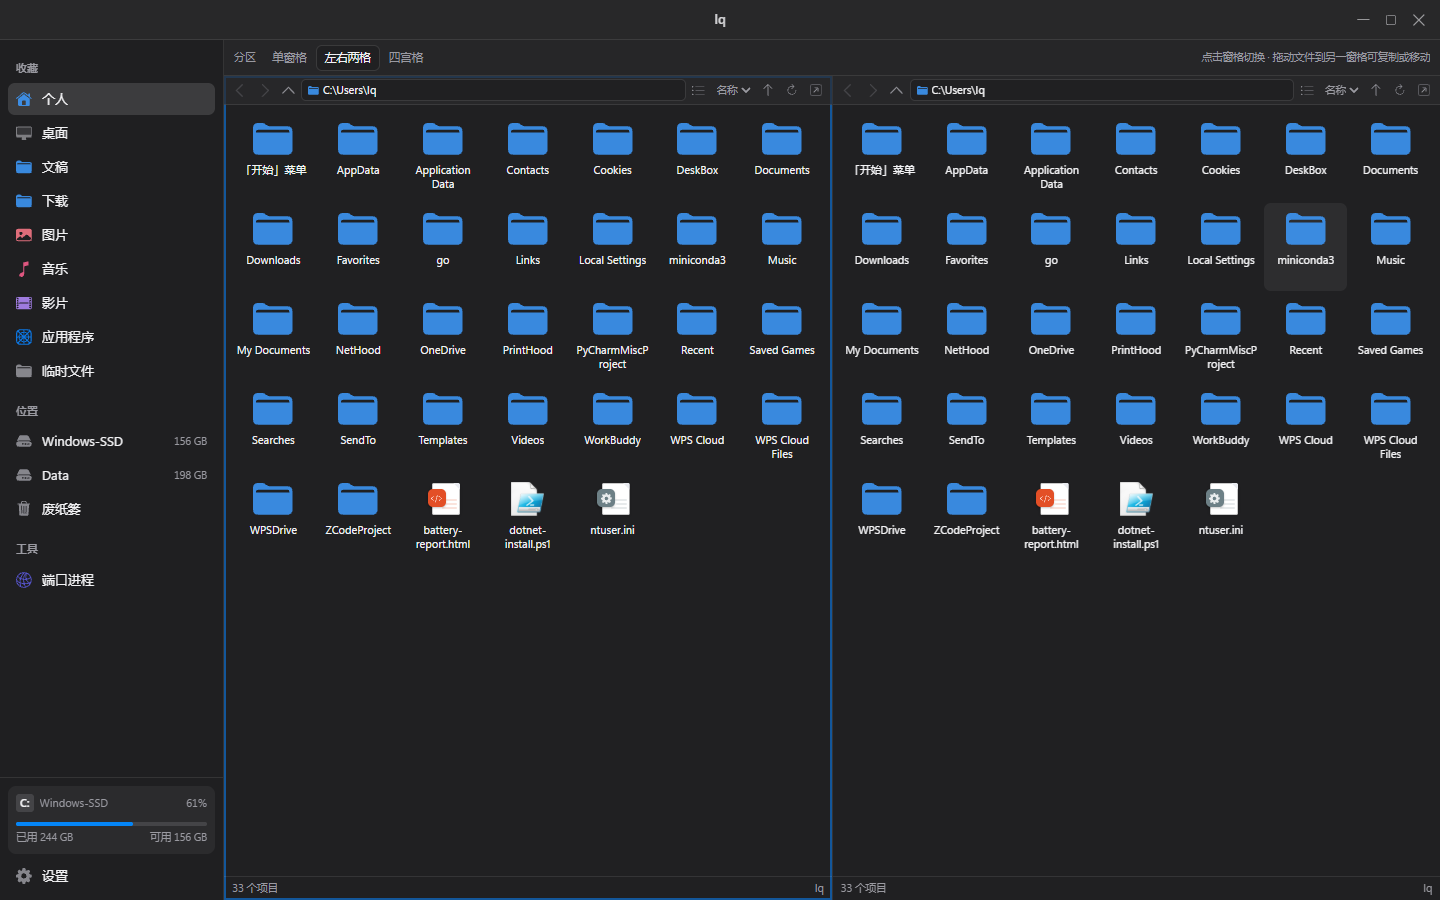 lq
收藏
个人
桌面
文稿
下载
图片
音乐
影片
应用程序
临时文件
位置
Windows-SSD 156 GB
Data 198 GB
废纸篓
工具
端口进程
C: Windows-SSD 61%
已用 244 GB 可用 156 GB
设置
分区 单窗格 左右两格 四宫格
点击窗格切换 · 拖动文件到另一窗格可复制或移动
C:\Users\lq 名称
「开始」菜单 AppData Application Data Contacts Cookies DeskBox Documents
Downloads Favorites go Links Local Settings miniconda3 Music
My Documents NetHood OneDrive PrintHood PyCharmMiscProject Recent Saved Games
Searches SendTo Templates Videos WorkBuddy WPS Cloud WPS Cloud Files
WPSDrive ZCodeProject battery-report.html dotnet-install.ps1 ntuser.ini
33 个项目 lq
C:\Users\lq 名称
「开始」菜单 AppData Application Data Contacts Cookies DeskBox Documents
Downloads Favorites go Links Local Settings miniconda3 Music
My Documents NetHood OneDrive PrintHood PyCharmMiscProject Recent Saved Games
Searches SendTo Templates Videos WorkBuddy WPS Cloud WPS Cloud Files
WPSDrive ZCodeProject battery-report.html dotnet-install.ps1 ntuser.ini
33 个项目 lq